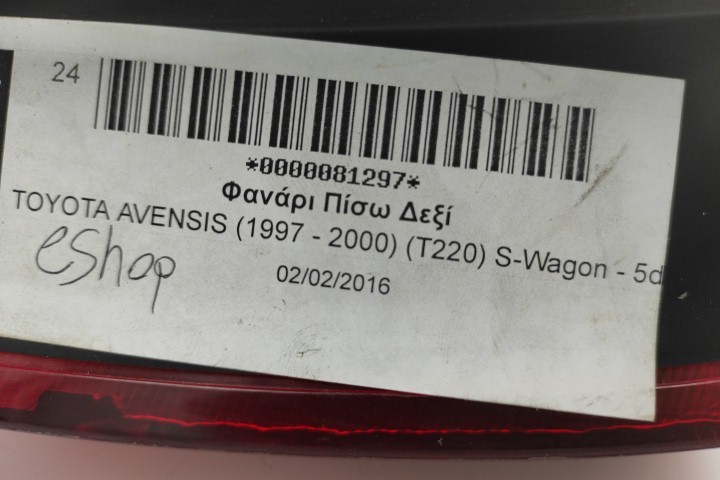 24
*0000081297*
Φανάρι Πίσω Δεξί
TOYOTA AVENSIS (1997 - 2000) (T220) S-Wagon - 5d
eshop
02/02/2016